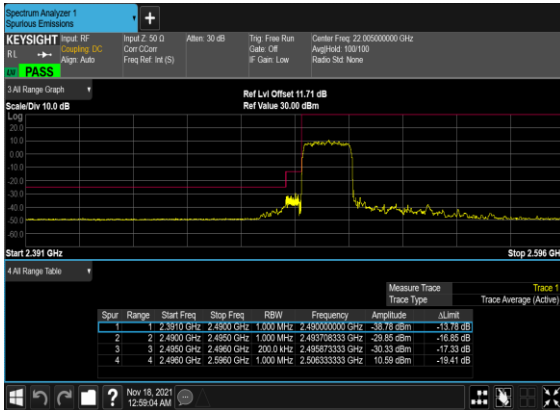 Spectrum Analyzer 1
Spurious Emissions
KEYSIGHT Input: RF Input Z: 50 Ω Atten: 30 dB Trig: Free Run Center Freq: 22.005000000 GHz
RL Coupling: DC Corr CCorr Gate: Off Avg|Hold: 100/100
Align: Auto Freq Ref: Int (S) IF Gain: Low Radio Std: None
PASS
3 All Range Graph
Ref Lvl Offset 11.71 dB
Scale/Div 10.0 dB Ref Value 30.00 dBm
Log
20.0
10.0
0.00
-10.0
-20.0
-30.0
-40.0
-50.0
-60.0
Start 2.391 GHz Stop 2.596 GH
4 All Range Table
Measure Trace Trace 1
Trace Type Trace Average (Active)
Spur Range Start Freq Stop Freq RBW Frequency Amplitude ΔLimit
1 1 2.3910 GHz 2.4900 GHz 1.000 MHz 2.490000000 GHz -38.78 dBm -13.78 dB
2 2 2.4900 GHz 2.4950 GHz 1.000 MHz 2.493708333 GHz -29.85 dBm -16.85 dB
3 3 2.4950 GHz 2.4960 GHz 200.0 kHz 2.495873333 GHz -30.33 dBm -17.33 dB
4 4 2.4960 GHz 2.5960 GHz 1.000 MHz 2.506333333 GHz 10.59 dBm -19.41 dB
? Nov 18, 2021
12:59:04 AM